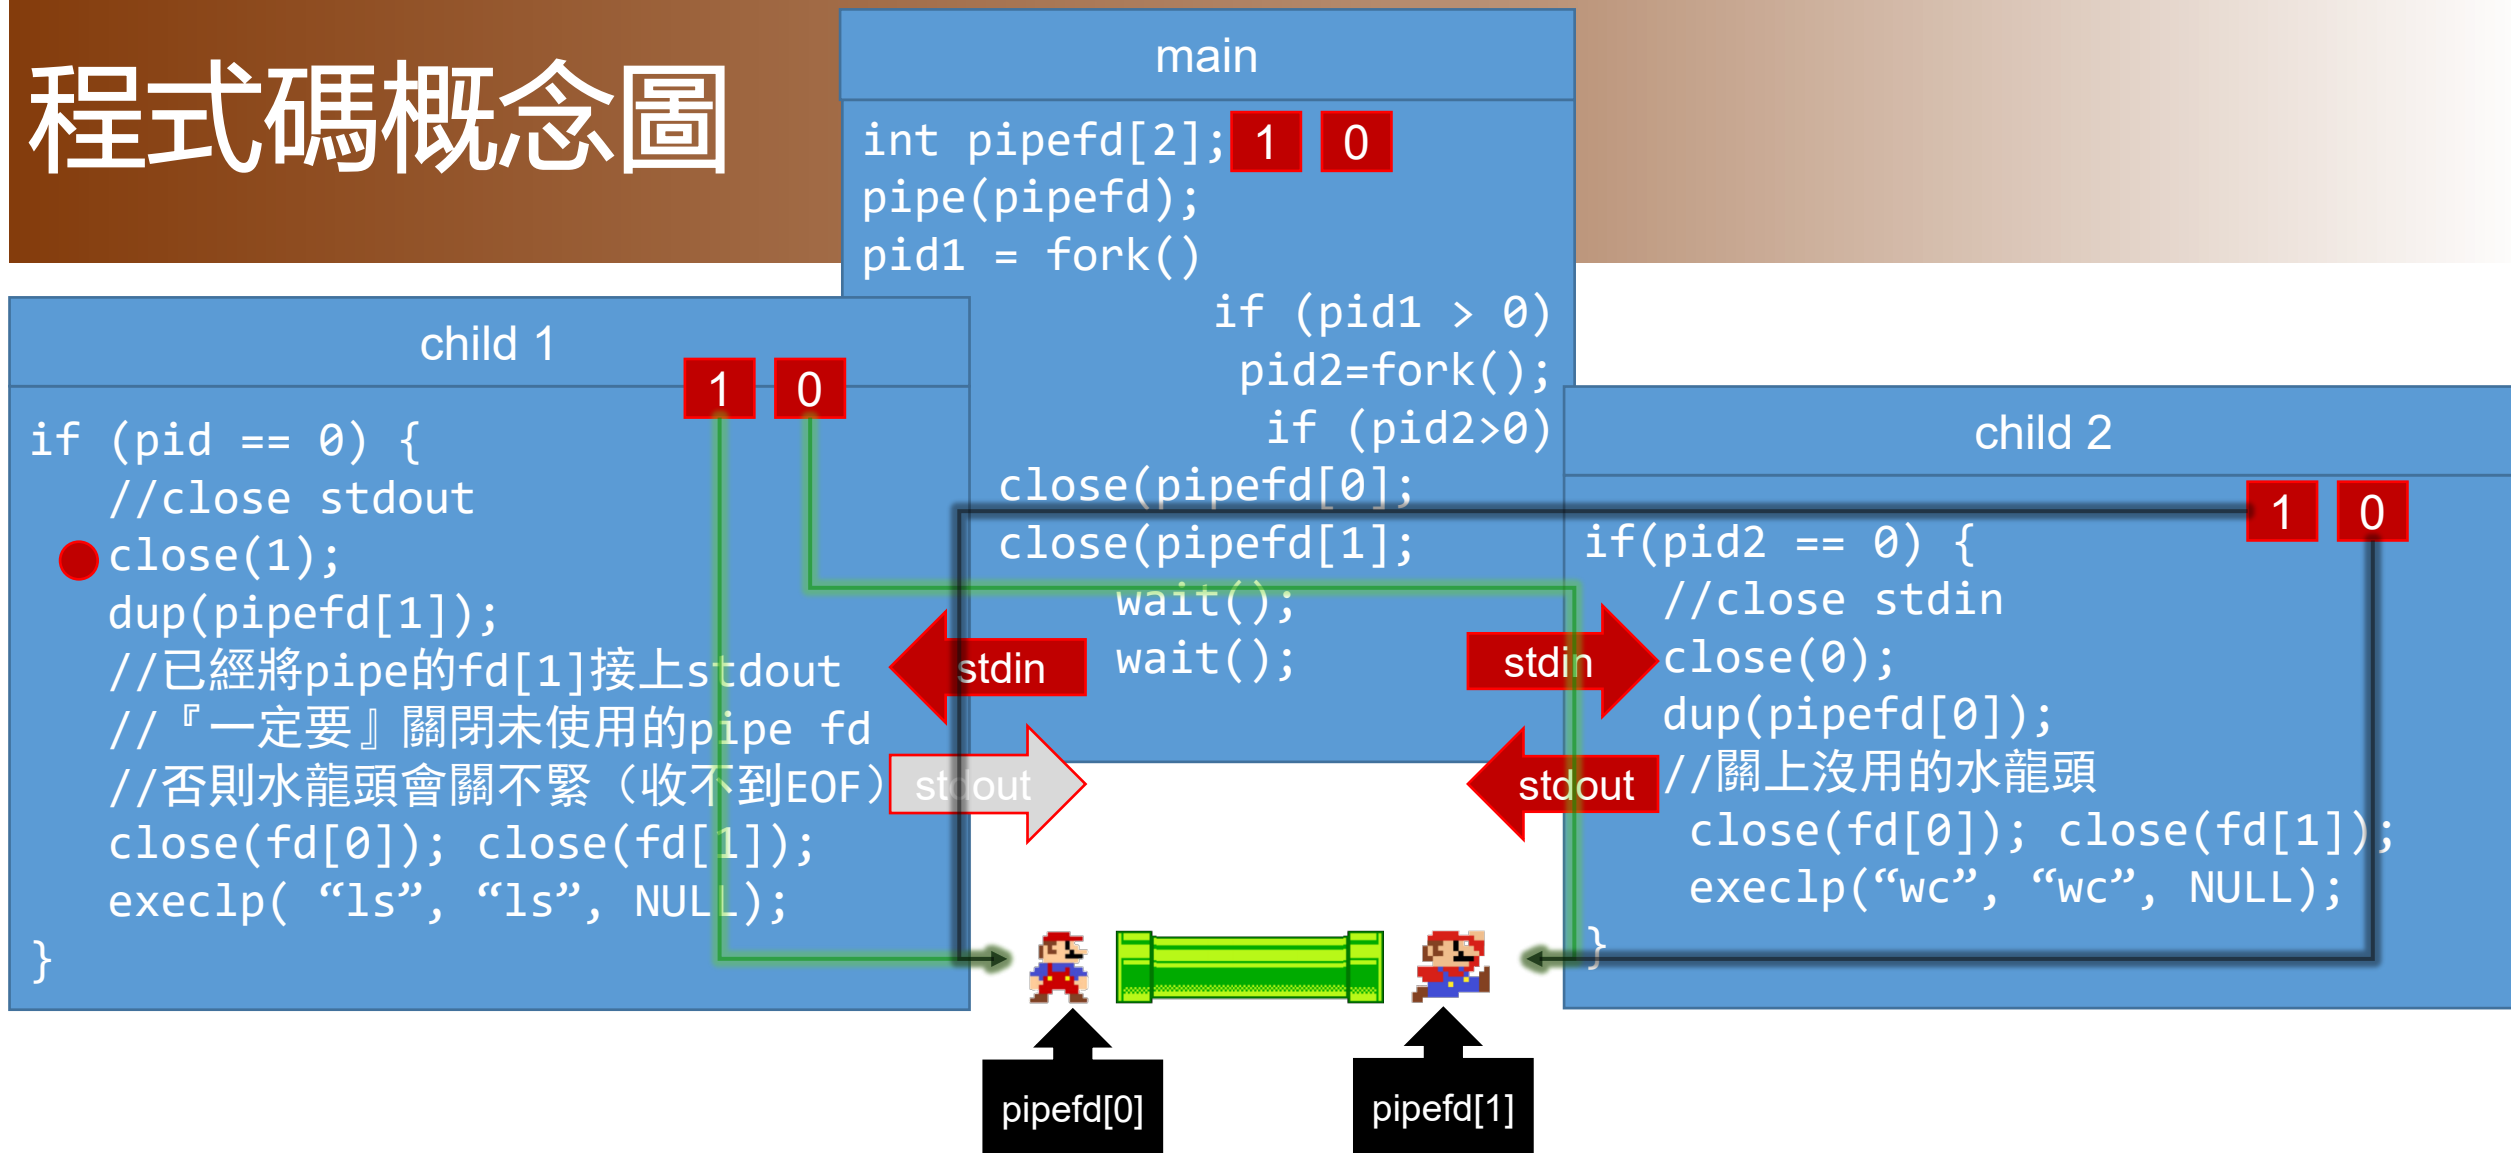 程式碼概念圖
main
int pipefd[2]; 1 0
pipe(pipefd);
pid1 = fork()
if (pid1 > 0)
pid2=fork();
if (pid2>0)
close(pipefd[0];
close(pipefd[1];
wait();
wait();
child 1
1 0
if (pid == 0) {
//close stdout
close(1);
dup(pipefd[1]);
//已經將pipe的fd[1]接上stdout
//『一定要』關閉未使用的pipe fd
//否則水龍頭會關不緊（收不到EOF）
close(fd[0]); close(fd[1]);
execlp( “ls”, “ls”, NULL);
}
stdin
stdout
stdin
stdout
child 2
1 0
if(pid2 == 0) {
//close stdin
close(0);
dup(pipefd[0]);
//關上沒用的水龍頭
close(fd[0]); close(fd[1]);
execlp(“wc”, “wc”, NULL);
}
pipefd[0]
pipefd[1]